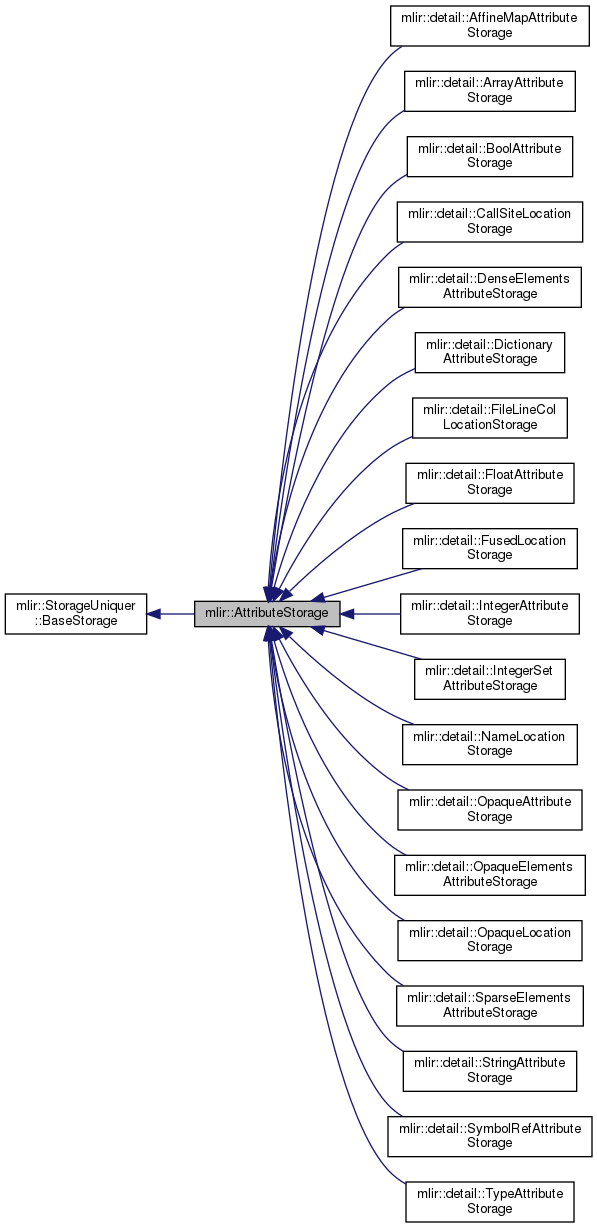 mlir::detail::AffineMapAttribute
Storage
mlir::detail::ArrayAttribute
Storage
mlir::detail::BoolAttribute
Storage
mlir::detail::CallSiteLocation
Storage
mlir::detail::DenseElements
AttributeStorage
mlir::detail::Dictionary
AttributeStorage
mlir::detail::FileLineCol
LocationStorage
mlir::detail::FloatAttribute
Storage
mlir::detail::FusedLocation
Storage
mlir::StorageUniquer
::BaseStorage
mlir::AttributeStorage
mlir::detail::IntegerAttribute
Storage
mlir::detail::IntegerSet
AttributeStorage
mlir::detail::NameLocation
Storage
mlir::detail::OpaqueAttribute
Storage
mlir::detail::OpaqueElements
AttributeStorage
mlir::detail::OpaqueLocation
Storage
mlir::detail::SparseElements
AttributeStorage
mlir::detail::StringAttribute
Storage
mlir::detail::SymbolRefAttribute
Storage
mlir::detail::TypeAttribute
Storage